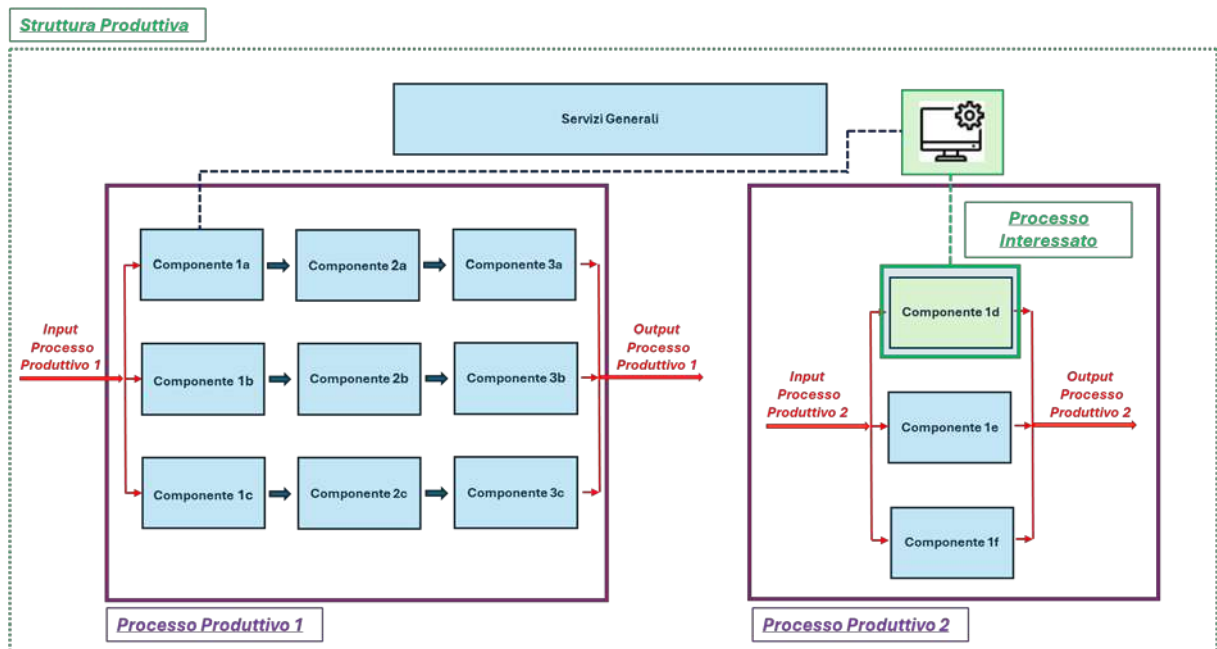 Struttura Produttiva
Servizi Generali
Processo
Interessato
Componente 1a
Componente 2a
Componente 3a
Componente 1d
Input
Processo
Produttivo 1
Output
Processo
Produttivo 1
Componente 1b
Componente 2b
Componente 3b
Input
Processo
Produttivo 2
Output
Processo
Produttivo 2
Componente 1e
Componente 1c
Componente 2c
Componente 3c
Componente 1f
Processo Produttivo 1
Processo Produttivo 2